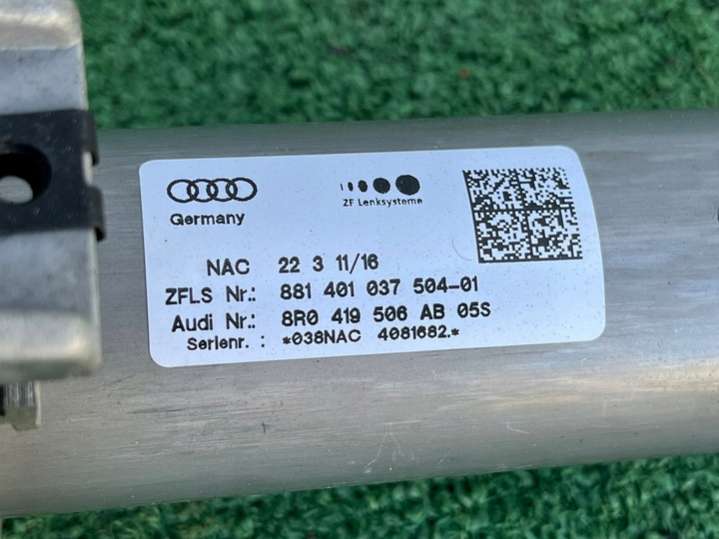 Germany
ZF Lenksysteme
NAC 22 3 11/16
ZFLS Nr.: 881 401 037 504-01
Audi Nr.: 8R0 419 506 AB 05S
Serienr. : *038NAC 4081682.*